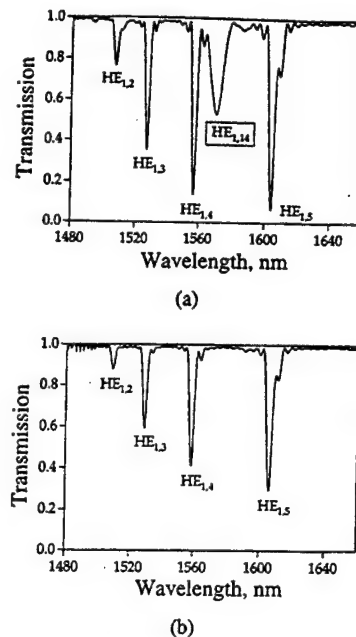 1.0
0.8
0.6
0.4
0.2
0.0
Transmission
HE1,2
HE1,3
HE1,4
HE1,14
HE1,5
1480 1520 1560 1600 1640
Wavelength, nm
(a)
1.0
0.8
0.6
0.4
0.2
0.0
Transmission
HE1,2
HE1,3
HE1,4
HE1,5
1480 1520 1560 1600 1640
Wavelength, nm
(b)